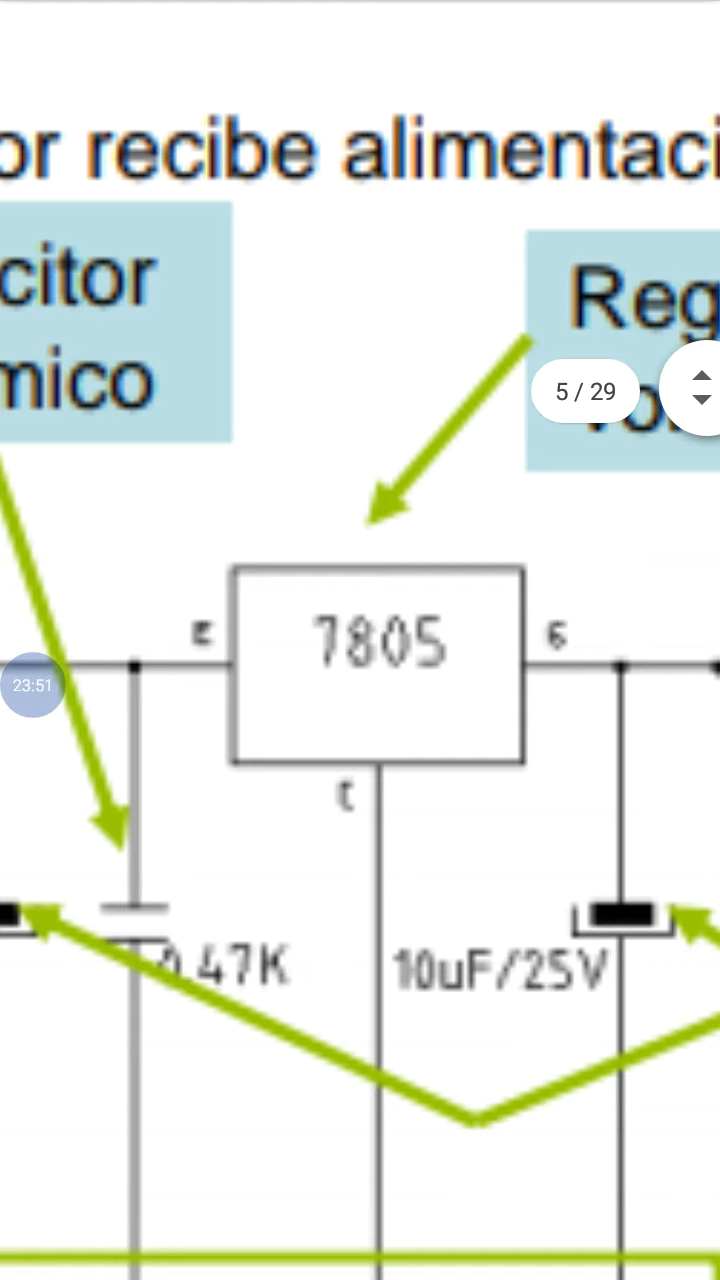 or recibe alimentaci
citor
mico
Reg
5 / 29
E
7805
S
23:51
t
0.47K
10uF/25V